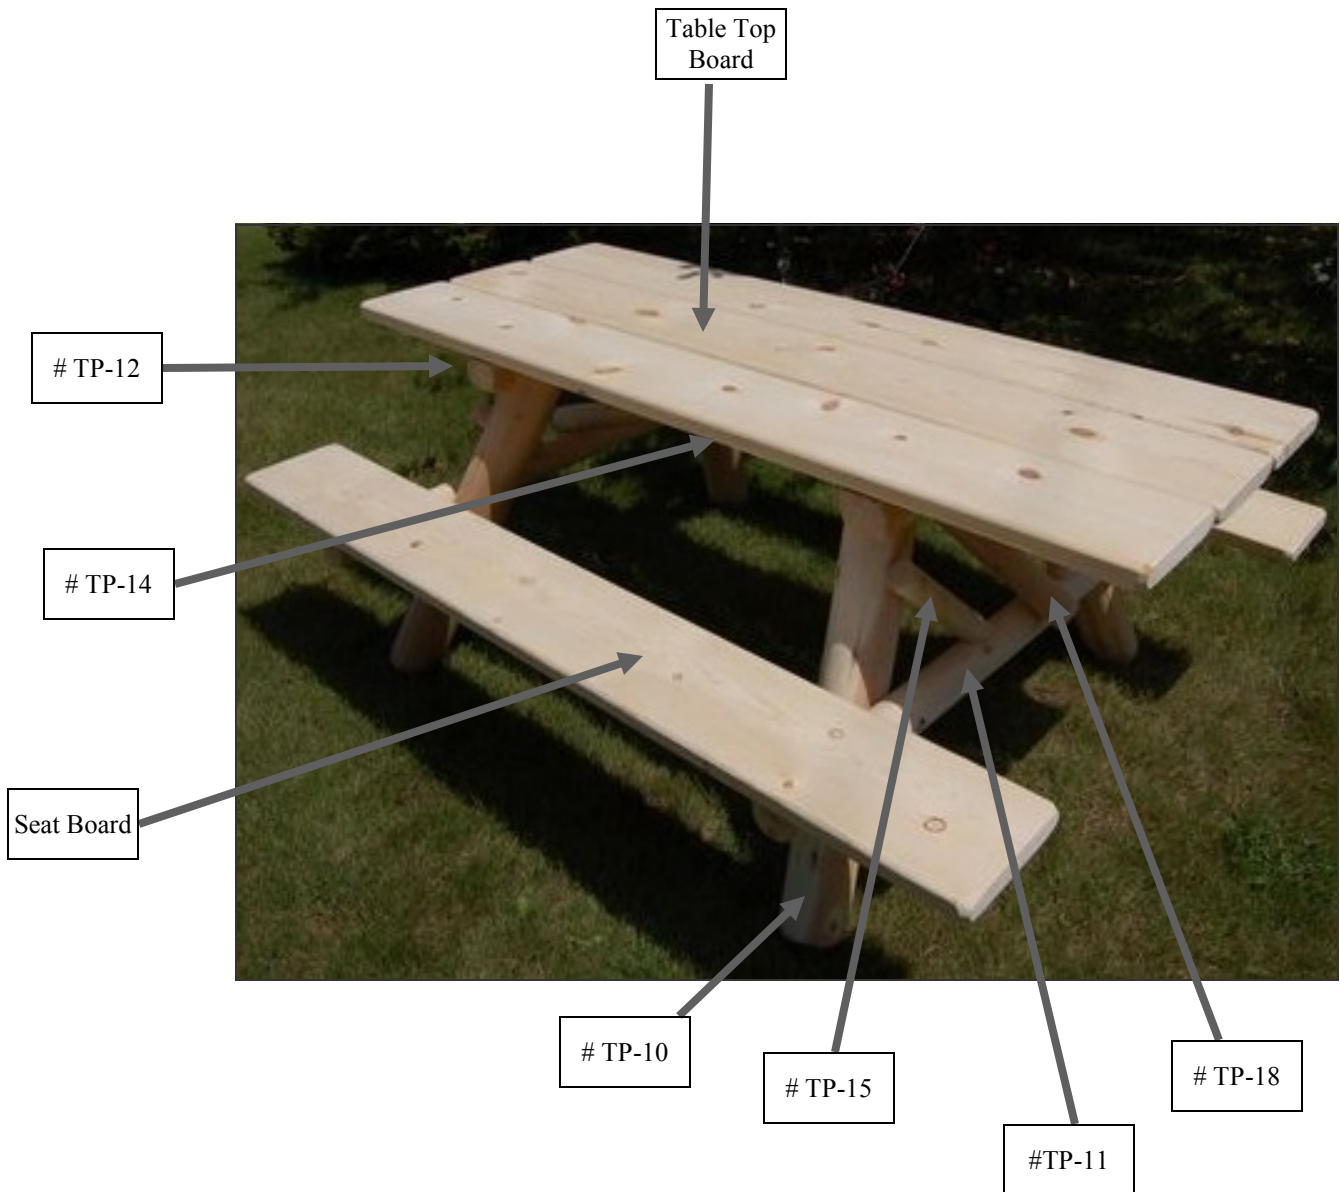 Table Top
Board
# TP-12
# TP-14
Seat Board
# TP-10
# TP-15
# TP-18
#TP-11